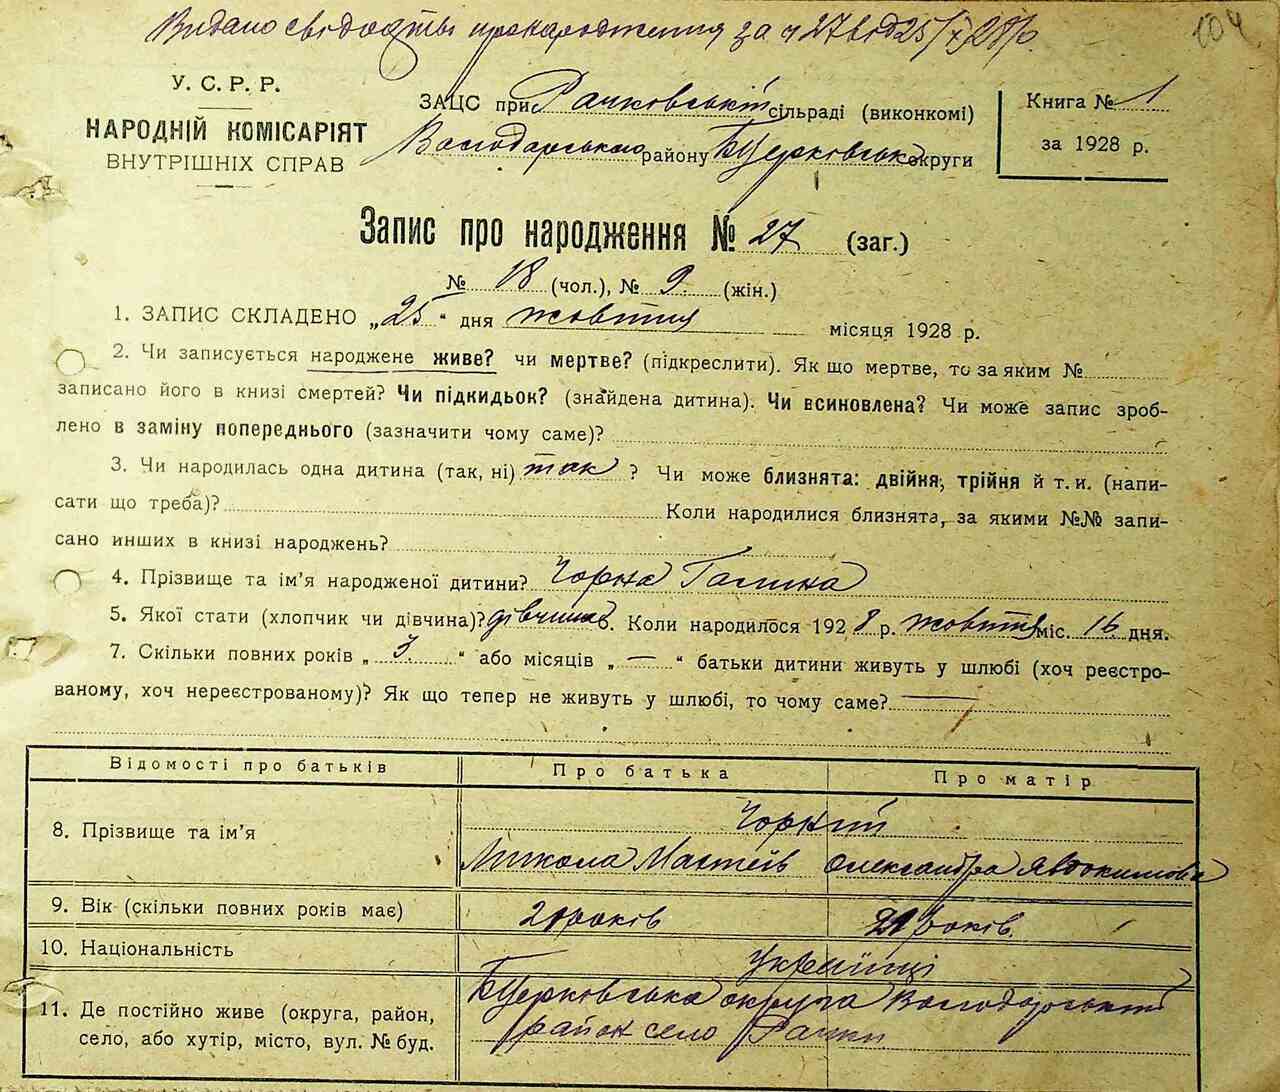 Видано свідоцтво про народження за ч 27 від 25/X 28 р.
104
У. С. Р. Р.
НАРОДНІЙ КОМІСАРІЯТ
ВНУТРІШНІХ СПРАВ
ЗАЦС при Рачковській сільраді (виконкомі)
Володарського району БЦерковськ округи
Книга № 1
за 1928 р.
Запис про народження № 27 (заг.)
№ 18 (чол.), № 9 (жін.)
1. ЗАПИС СКЛАДЕНО „25" дня жовтня місяця 1928 р.
2. Чи записується народжене живе? чи мертве? (підкреслити). Як що мертве, то за яким №
записано його в книзі смертей? Чи підкидьок? (знайдена дитина). Чи всиновлена? Чи може запис зроб-
лено в заміну попереднього (зазначити чому саме)?
3. Чи народилась одна дитина (так, ні) так ? Чи може близнята: двійня, трійня й т. и. (напи-
сати що треба)? Коли народилися близнята, за якими №№ запи-
сано инших в книзі народжень?
4. Прізвище та ім'я народженої дитини? Чорна Галина
5. Якої стати (хлопчик чи дівчина)? дівчина 6. Коли народилося 1928 р. жовтня міс. 16 дня.
7. Скільки повних років „ 3 " або місяців „ — " батьки дитини живуть у шлюбі (хоч реєстро-
ваному, хоч нереєстрованому)? Як що тепер не живуть у шлюбі, то чому саме? —
Відомості про батьків Про батька Про матір
Чорний
8. Прізвище та ім'я Микола Матеїв Олександра Явдокимова
9. Вік (скільки повних років має) років років
10. Національність Українці
БЦерковська округа Володарський
11. Де постійно живе (округа, район,
район село Рачки
село, або хутір, місто, вул. № буд.